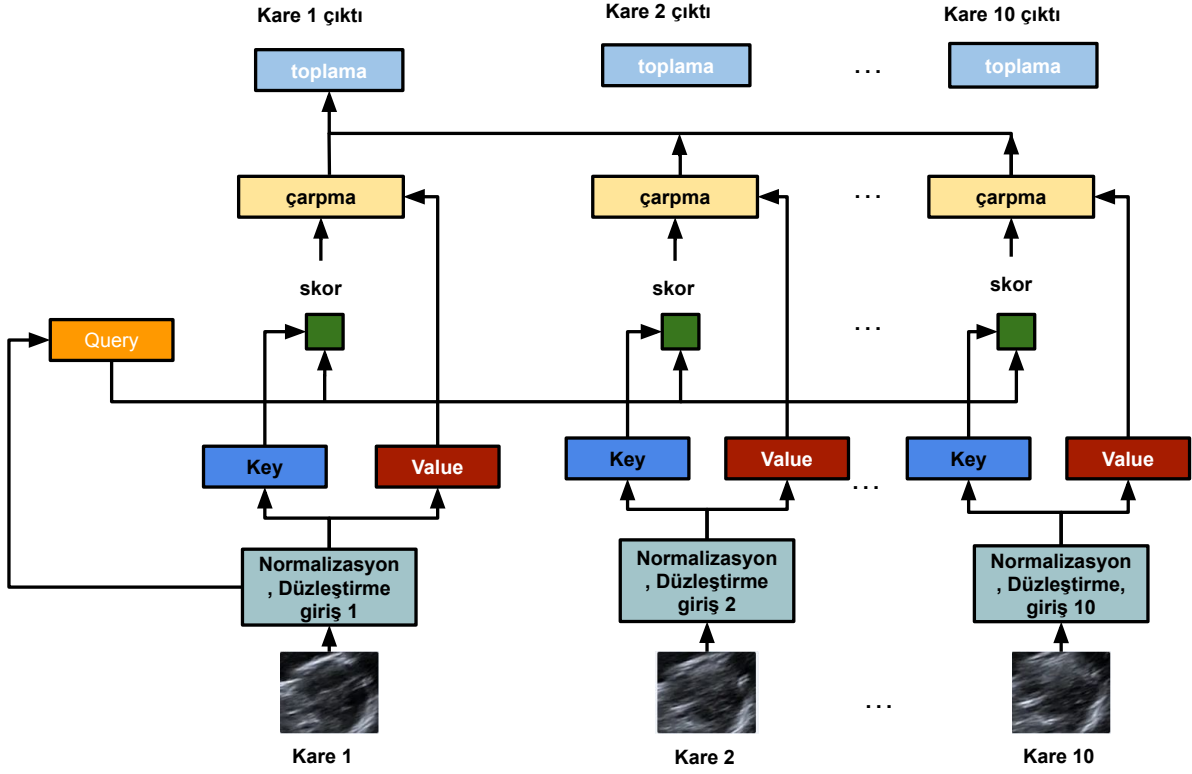 Kare 1 çıktı
Kare 2 çıktı
Kare 10 çıktı
toplama
toplama
...
toplama
çarpma
çarpma
...
çarpma
skor
skor
skor
Query
...
Key
Value
Key
Value
Key
Value
...
Normalizasyon
, Düzleştirme
giriş 1
Normalizasyon
, Düzleştirme
giriş 2
Normalizasyon
, Düzleştirme,
giriş 10
...
Kare 1
Kare 2
Kare 10